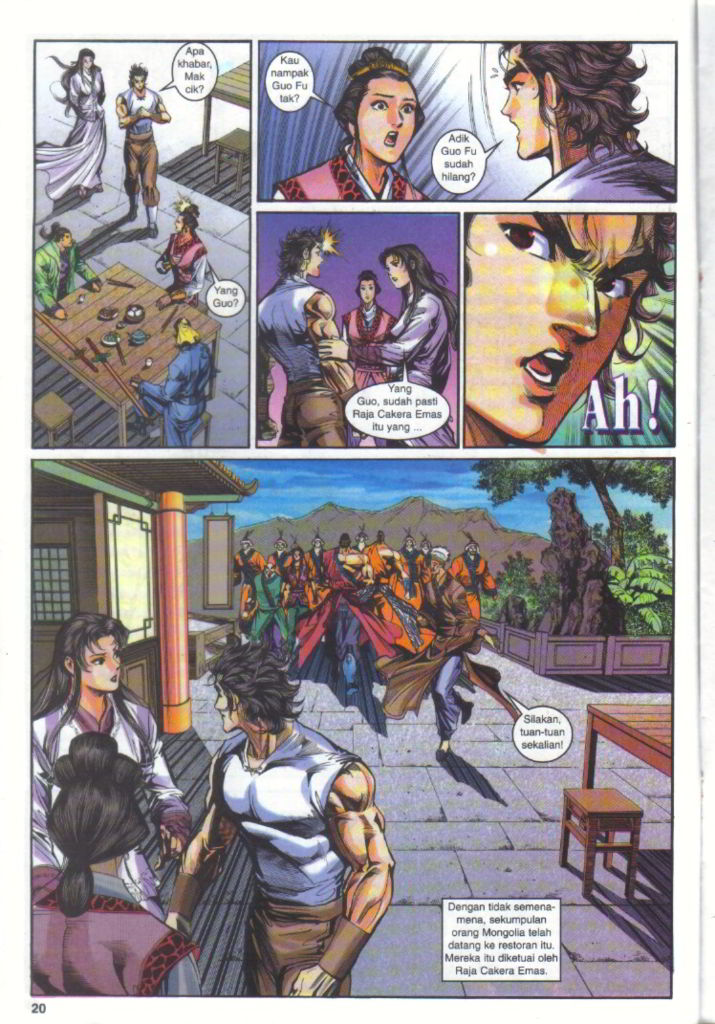 Apa
khabar,
Mak
cik?
Yang
Guo?
Kau
nampak
Guo Fu
tak?
Adik
Guo Fu
sudah
hilang?
Yang
Guo, sudah pasti
Raja Cakera Emas
itu yang ...
Ah!
Silakan,
tuan-tuan
sekalian!
Dengan tidak semena-
mena, sekumpulan
orang Mongolia telah
datang ke restoran itu.
Mereka itu diketuai oleh
Raja Cakera Emas.
20